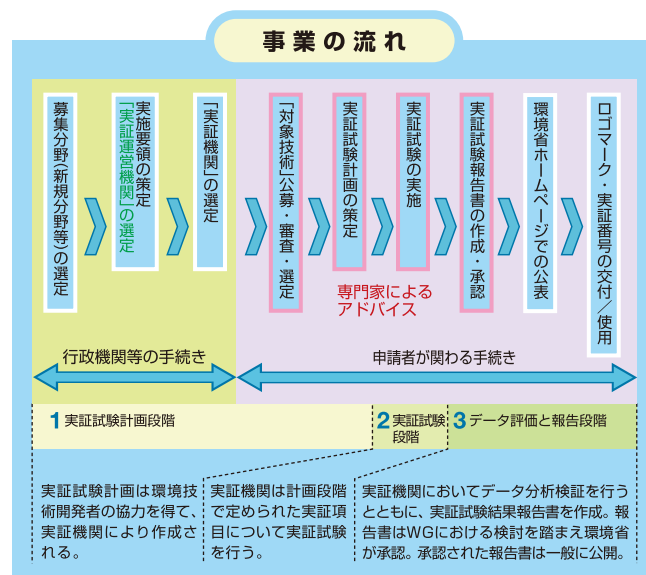 事業の流れ
募集分野（新規分野等）の選定
実施要領の策定
「実証運営機関」の選定
「実証機関」の選定
「対象技術」公募・審査・選定
実証試験計画の策定
実証試験の実施
実証試験報告書の作成・承認
環境省ホームページでの公表
ロゴマーク・実証番号の交付／使用
専門家による
アドバイス
行政機関等の手続き
申請者が関わる手続き
1 実証試験計画段階
2 実証試験
段階
3 データ評価と報告段階
実証試験計画は環境技
術開発者の協力を得て、
実証機関により作成さ
れる。
実証機関は計画段階
で定められた実証項
目について実証試験
を行う。
実証機関においてデータ分析検証を行う
とともに、実証試験結果報告書を作成。報
告書はWGにおける検討を踏まえ環境省
が承認。承認された報告書は一般に公開。